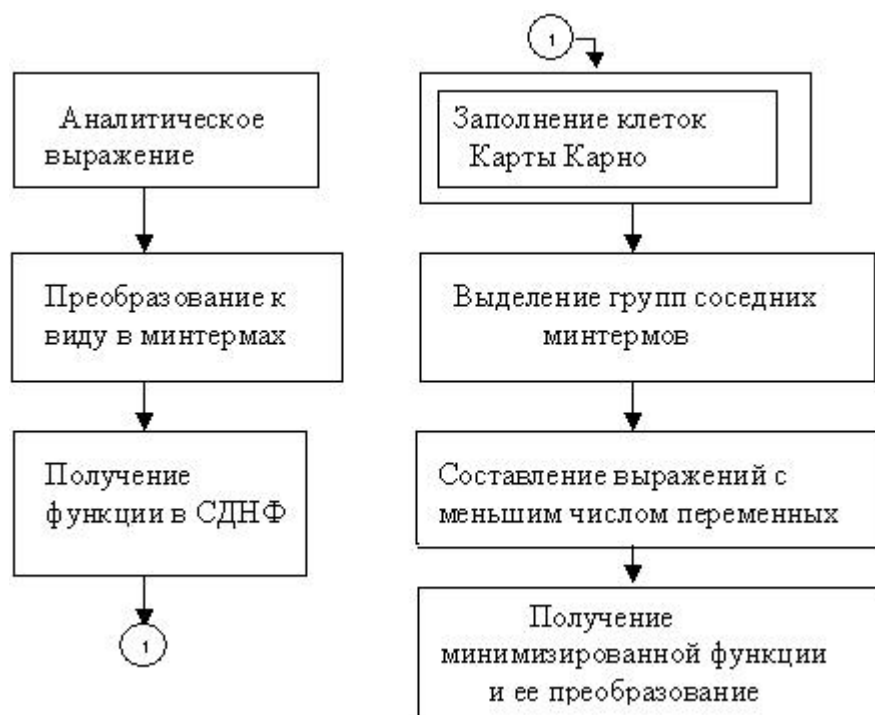 Аналитическое
выражение
Преобразование к
виду в минтермах
Получение
функции в СДНФ
1
1
Заполнение клеток
Карты Карно
Выделение групп соседних
минтермов
Составление выражений с
меньшим числом переменных
Получение
минимизированной функции
и ее преобразование